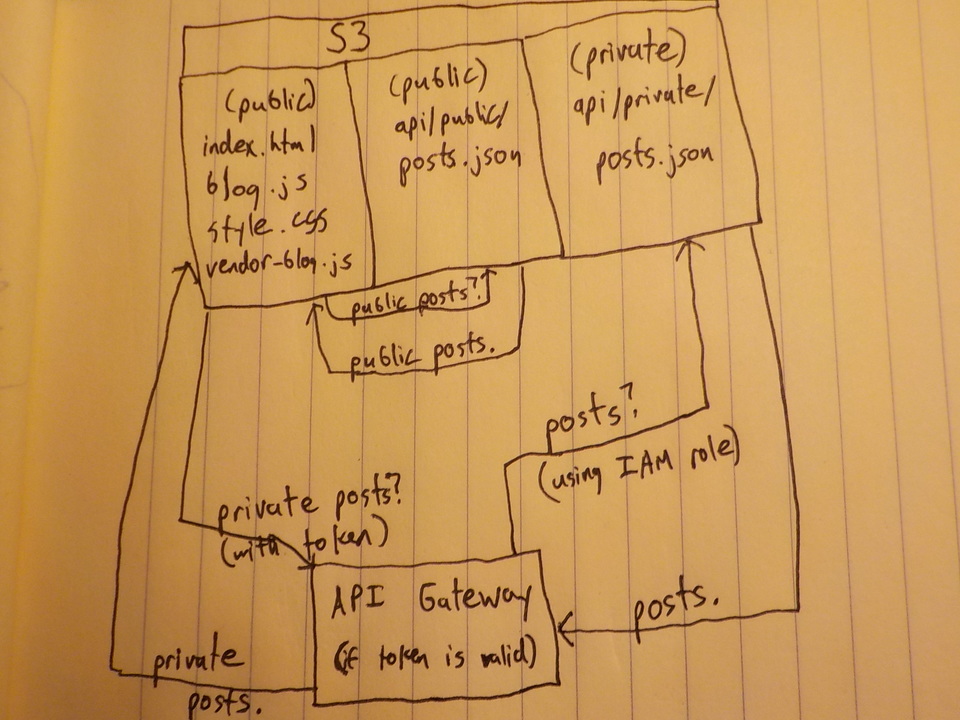 S3
(public)
index.html
blog.js
style.css
vendor-blog.js
(public)
api/public/
posts.json
(private)
api/private/
posts.json
public posts?
public posts.
posts?
(using IAM role)
private posts?
(with token)
API Gateway
(if token is valid)
posts.
private
posts.